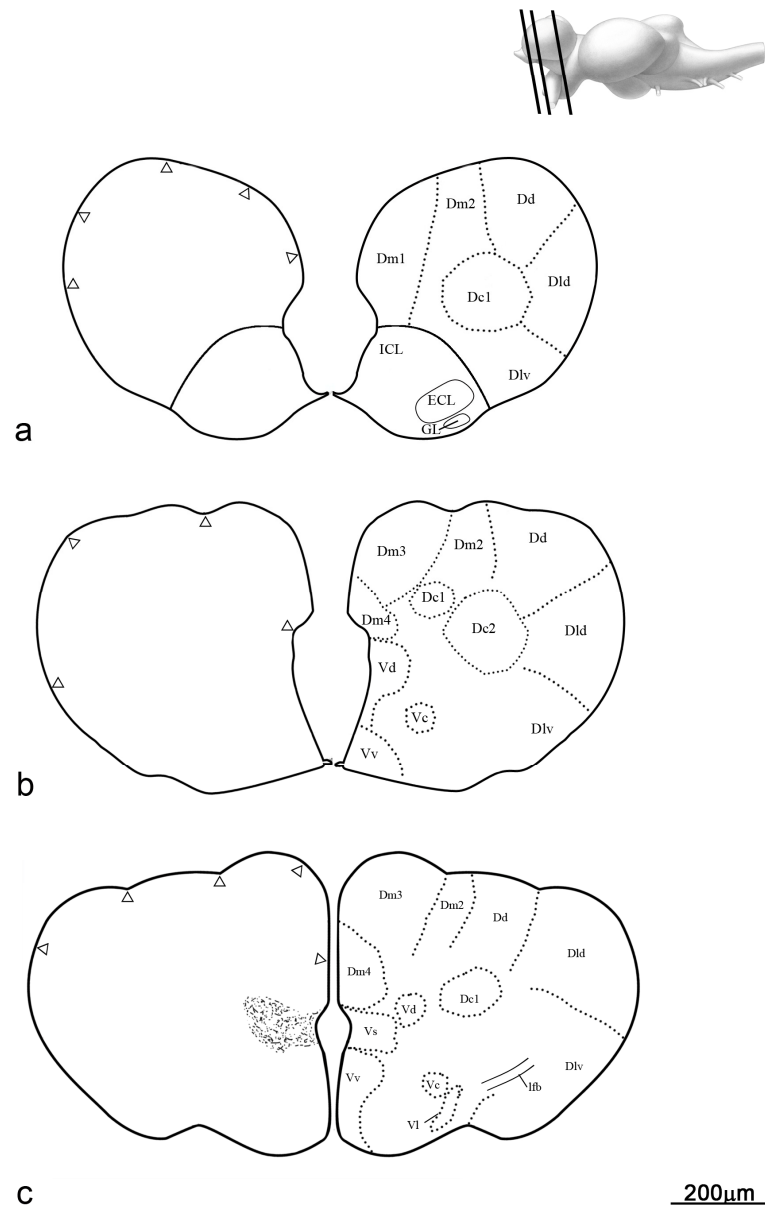 Dm2
Dd
Dm1
Dld
Dc1
ICL
Dlv
ECL
GL
a
Dm3
Dm2
Dd
Dc1
Dm4
Dc2
Dld
Vd
Vc
Dlv
Vv
b
Dm3
Dm2
Dd
Dld
Dm4
Dc1
Vd
Vs
Vv
Vc
Dlv
lfb
Vl
c
200µm